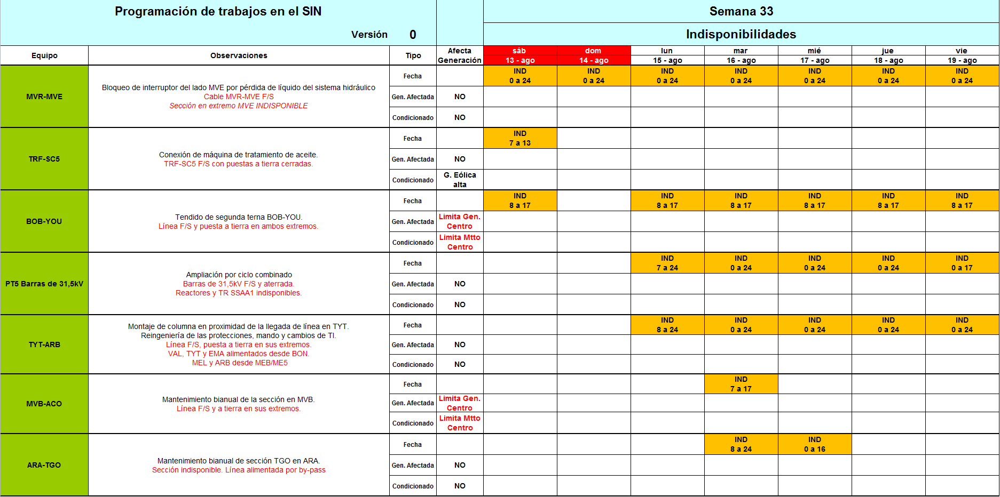 Programación de trabajos en el SIN
Semana 33
Versión 0
Indisponibilidades
Equipo Observaciones Tipo Afecta Generación sáb 13 - ago dom 14 - ago lun 15 - ago mar 16 - ago mié 17 - ago jue 18 - ago vie 19 - ago
MVR-MVE
Bloqueo de interruptor del lado MVE por pérdida de líquido del sistema hidráulico
Cable MVR-MVE F/S
Sección en extremo MVE INDISPONIBLE
Fecha IND 0 a 24 IND 0 a 24 IND 0 a 24 IND 0 a 24 IND 0 a 24 IND 0 a 24 IND 0 a 24
Gen. Afectada NO
Condicionado NO
TRF-SC5
Conexión de máquina de tratamiento de aceite.
TRF-SC5 F/S con puestas a tierra cerradas.
Fecha IND 7 a 13
Gen. Afectada NO
Condicionado G. Eólica alta
BOB-YOU
Tendido de segunda terna BOB-YOU.
Línea F/S y puesta a tierra en ambos extremos.
Fecha IND 8 a 17 IND 8 a 17 IND 8 a 17 IND 8 a 17 IND 8 a 17 IND 8 a 17
Gen. Afectada Limita Gen. Centro
Condicionado Limita Mtto Centro
PT5 Barras de 31,5kV
Ampliación por ciclo combinado
Barras de 31,5kV F/S y aterrada.
Reactores y TR SSAA1 indisponibles.
Fecha IND 7 a 24 IND 0 a 24 IND 0 a 24 IND 0 a 24 IND 0 a 17
Gen. Afectada NO
Condicionado NO
TYT-ARB
Montaje de columna en proximidad de la llegada de línea en TYT.
Reingeniería de las protecciones, mando y cambios de TI.
Línea F/S, puesta a tierra en sus extremos.
VAL, TYT y EMA alimentados desde BON.
MEL y ARB desde MEB/ME5
Fecha IND 8 a 24 IND 0 a 24 IND 0 a 24 IND 0 a 24 IND 0 a 24
Gen. Afectada NO
Condicionado NO
MVB-ACO
Mantenimiento bianual de la sección en MVB.
Línea F/S y a tierra en sus extremos.
Fecha IND 7 a 17
Gen. Afectada Limita Gen. Centro
Condicionado Limita Mtto Centro
ARA-TGO
Mantenimiento bianual de sección TGO en ARA.
Sección indisponible. Línea alimentada por by-pass
Fecha IND 8 a 24 IND 0 a 16
Gen. Afectada NO
Condicionado NO